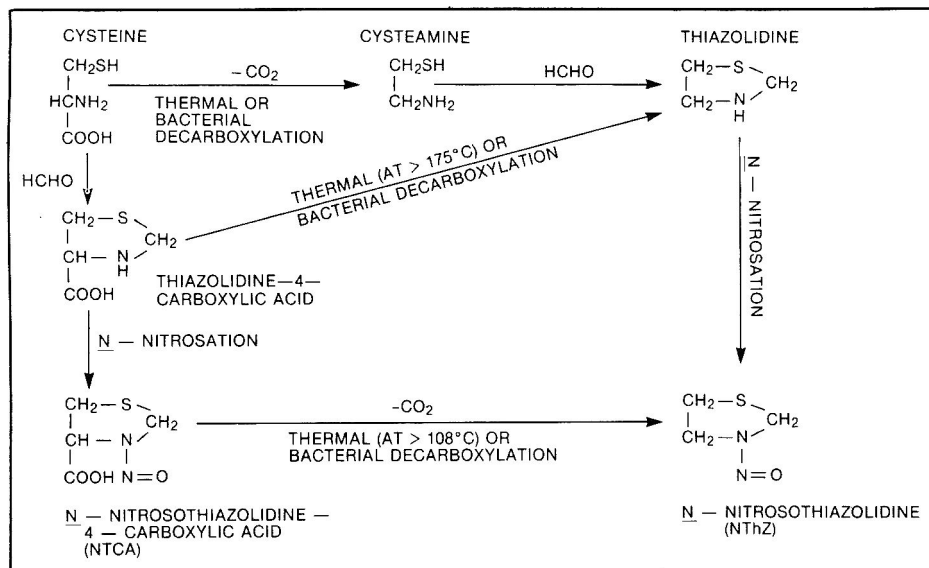 CYSTEINE
CH2SH
HCNH2
COOH
– CO2
THERMAL OR
BACTERIAL
DECARBOXYLATION
CYSTEAMINE
CH2SH
CH2NH2
HCHO
THIAZOLIDINE
CH2–S
CH2
CH2–N
H
HCHO
THERMAL (AT > 175°C) OR
BACTERIAL DECARBOXYLATION
N – NITROSATION
CH2–S
CH2
CH – N
H
COOH
THIAZOLIDINE–4–
CARBOXYLIC ACID
N – NITROSATION
CH2–S
CH2
CH – N
COOH N=O
N – NITROSOTHIAZOLIDINE –
4 – CARBOXYLIC ACID
(NTCA)
–CO2
THERMAL (AT > 108°C) OR
BACTERIAL DECARBOXYLATION
CH2–S
CH2
CH2–N
N=O
N – NITROSOTHIAZOLIDINE
(NThZ)